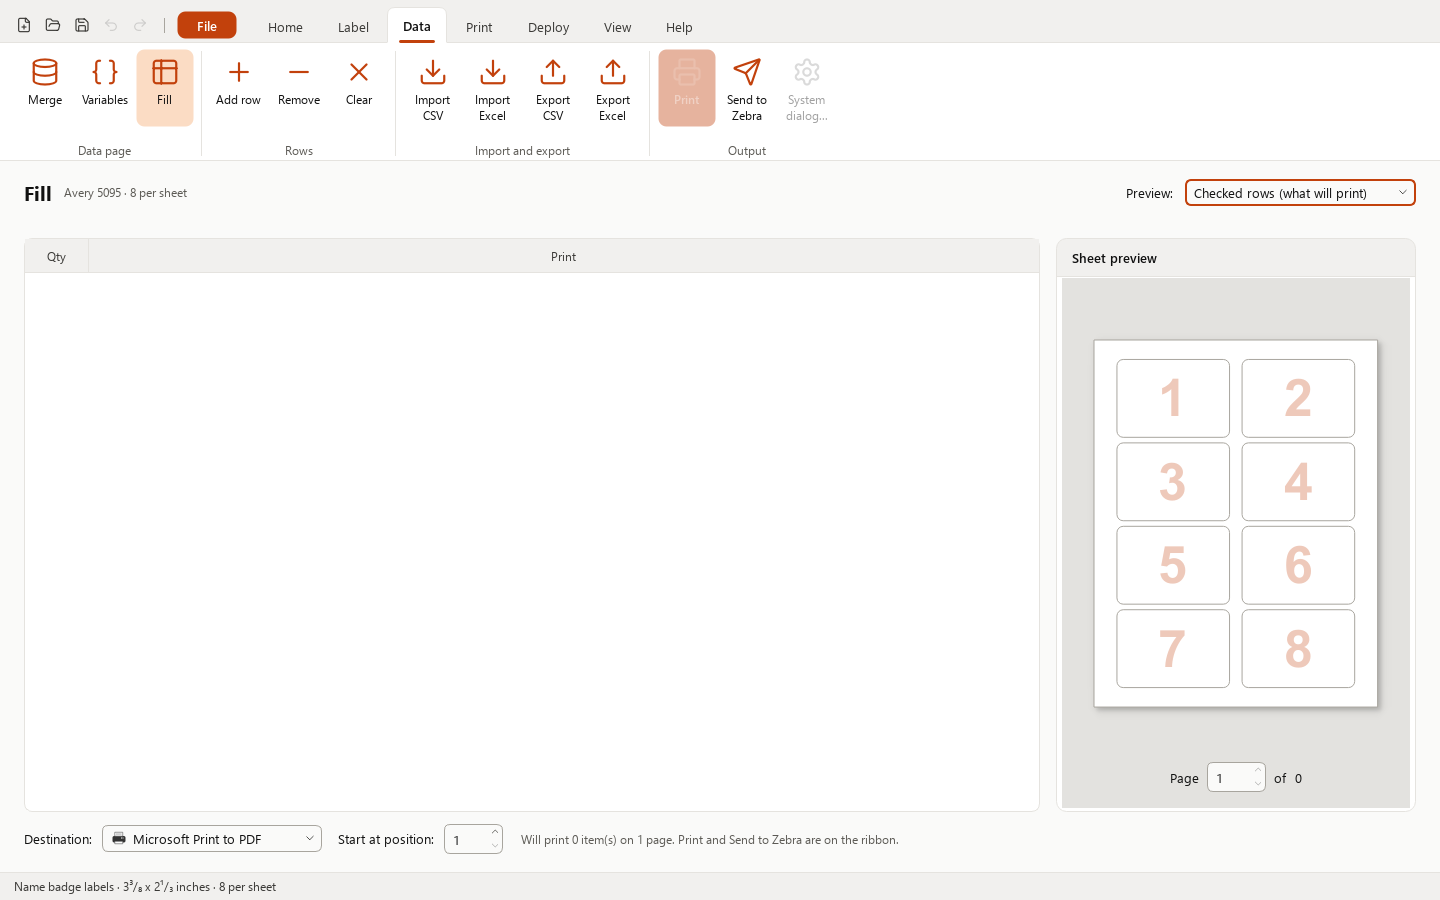 File
Home
Label
Data
Print
Deploy
View
Help
Merge
Variables
Fill
Add row
Remove
Clear
Import
CSV
Import
Excel
Export
CSV
Export
Excel
Print
Send to
Zebra
System
dialog...
Data page
Rows
Import and export
Output
Fill
Avery 5095 · 8 per sheet
Preview:
Checked rows (what will print)
Qty
Print
Sheet preview
1
2
3
4
5
6
7
8
Page
1
of 0
Destination:
Microsoft Print to PDF
Start at position:
1
Will print 0 item(s) on 1 page. Print and Send to Zebra are on the ribbon.
Name badge labels · 3³/₈ x 2¹/₃ inches · 8 per sheet